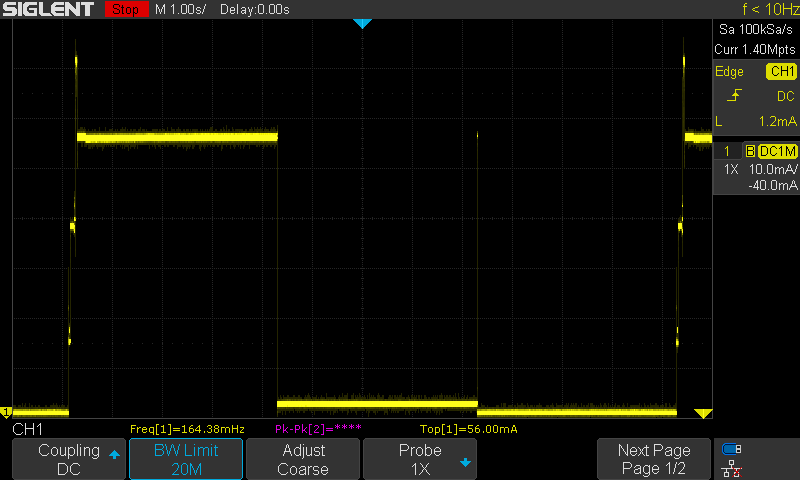 SIGLENT Stop M 1.00s/ Delay:0.00s f < 10Hz
Sa 100kSa/s
Curr 1.40Mpts
Edge CH1
DC
L 1.2mA
1 B DC1M
1X 10.0mA/
-40.0mA
1
CH1 Freq[1]=164.38mHz Pk-Pk[2]=**** Top[1]=56.00mA
Coupling
DC
BW Limit
20M
Adjust
Coarse
Probe
1X
Next Page
Page 1/2